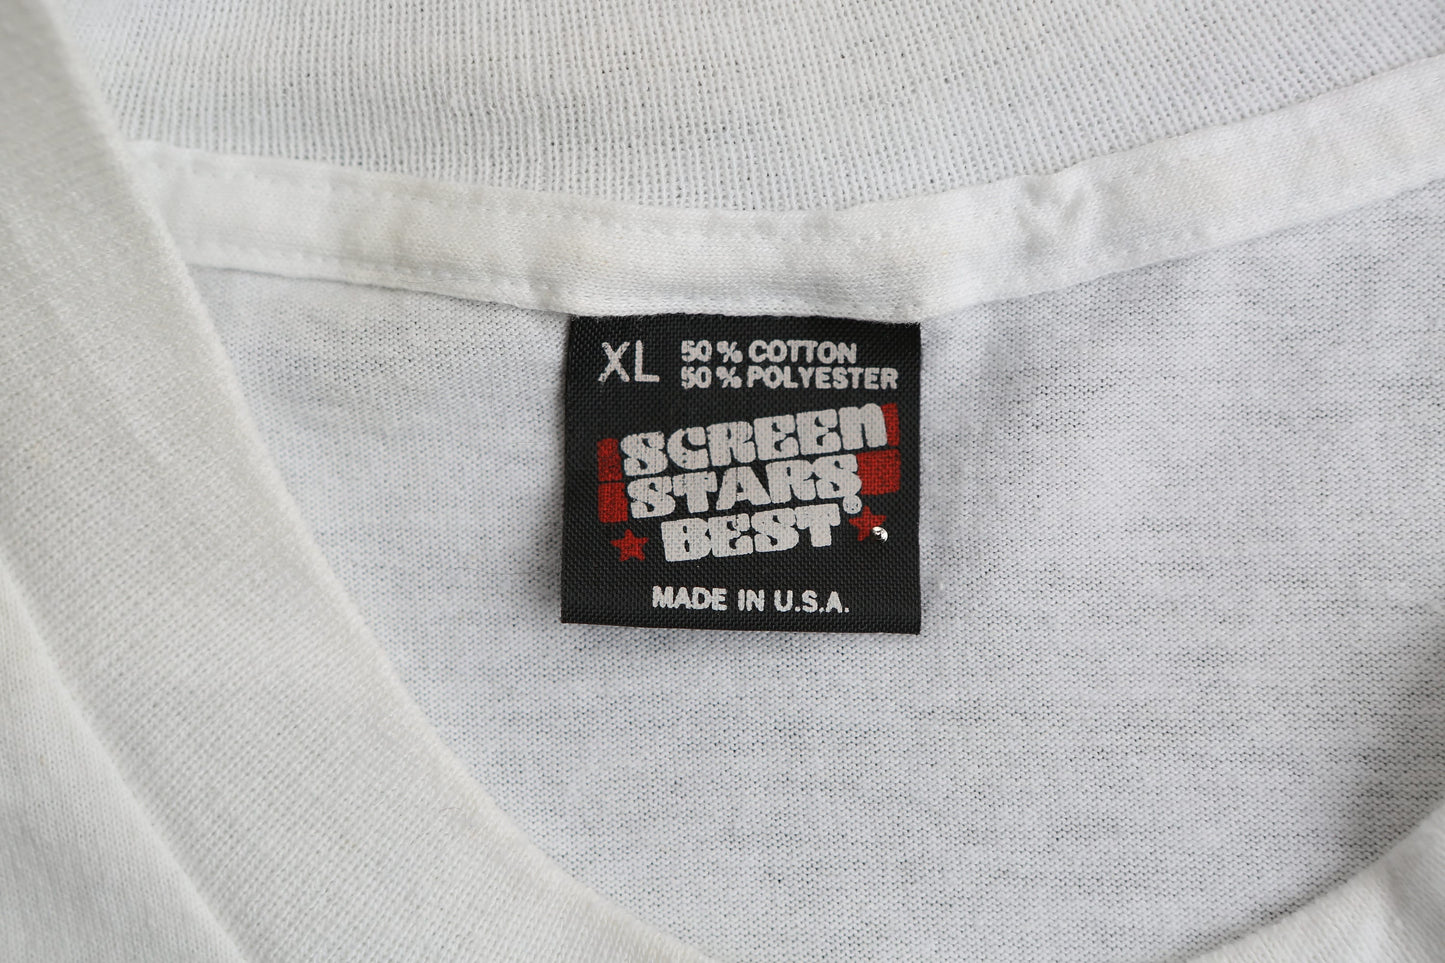 XL 50% COTTON
50% POLYESTER
SCREEN
STARS
BEST®
MADE IN U.S.A.